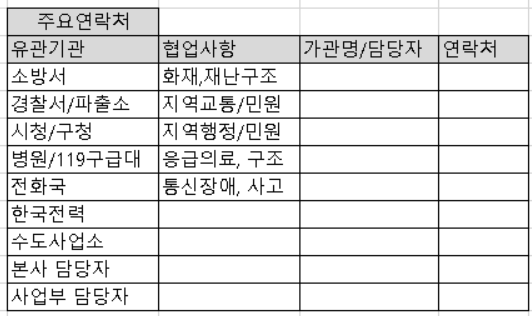 주요연락처
유관기관 협업사항 가관명/담당자 연락처
소방서 화재,재난구조
경찰서/파출소 지역교통/민원
시청/구청 지역행정/민원
병원/119구급대 응급의료, 구조
전화국 통신장애, 사고
한국전력
수도사업소
본사 담당자
사업부 담당자